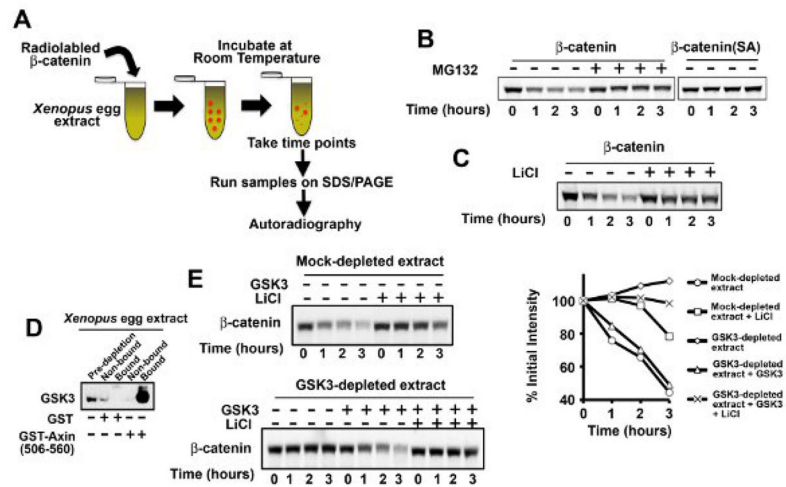 A
Radiolabled
β-catenin
Xenopus egg
extract
Incubate at
Room Temperature
Take time points
Run samples on SDS/PAGE
Autoradiography
B
β-catenin
β-catenin(SA)
MG132 – – – – + + + + – – – –
Time (hours) 0 1 2 3 0 1 2 3 0 1 2 3
C
β-catenin
LiCl – – – – + + + +
Time (hours) 0 1 2 3 0 1 2 3
D
Xenopus egg extract
Pre-depletion
Non-bound
Bound
Non-bound
Bound
GSK3
GST – + + – –
GST-Axin – – – + +
(506-560)
E
Mock-depleted extract
GSK3 – – – – – – – –
LiCl – – – – + + + +
β-catenin
Time (hours) 0 1 2 3 0 1 2 3
GSK3-depleted extract
GSK3 – – – – + + + + + + + +
LiCl – – – – – – – – + + + +
β-catenin
Time (hours) 0 1 2 3 0 1 2 3 0 1 2 3
% Initial Intensity
100
80
60
40
0 1 2 3
Time (hours)
Mock-depleted
extract
Mock-depleted
extract + LiCl
GSK3-depleted
extract
GSK3-depleted
extract + GSK3
GSK3-depleted
extract + GSK3
+ LiCl